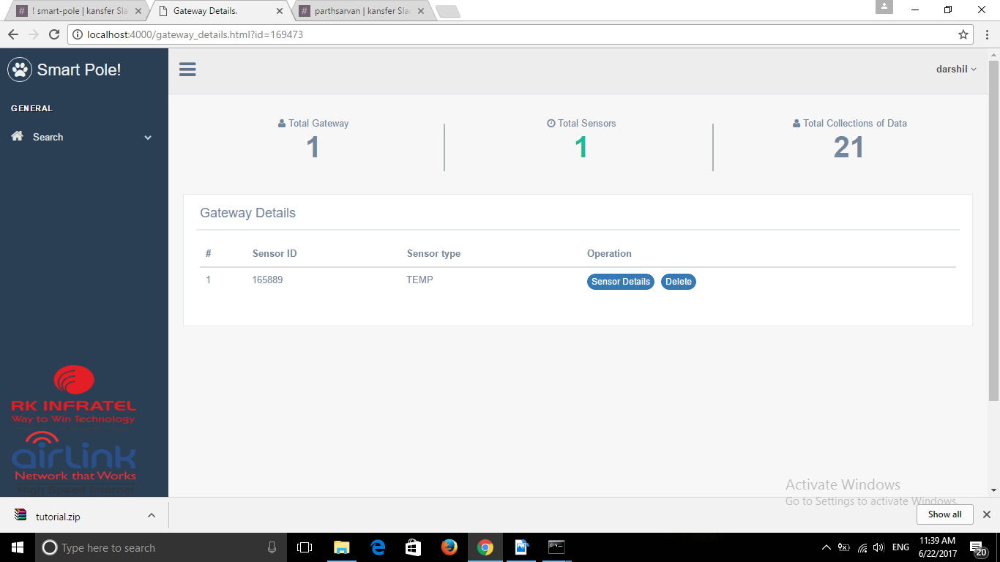 ! smart-pole | kansfer Sla
Gateway Details.
parthsarvan | kansfer Slac
localhost:4000/gateway_details.html?id=169473
Smart Pole!
darshil
GENERAL
Search
Total Gateway
1
Total Sensors
1
Total Collections of Data
21
Gateway Details
# Sensor ID Sensor type Operation
1 165889 TEMP Sensor Details Delete
RK INFRATEL
Way to Win Technology
airLink
Network that Works
High Speed Internet
Activate Windows
Go to Settings to activate Windows.
tutorial.zip
Show all
Type here to search
ENG
11:39 AM
6/22/2017
20